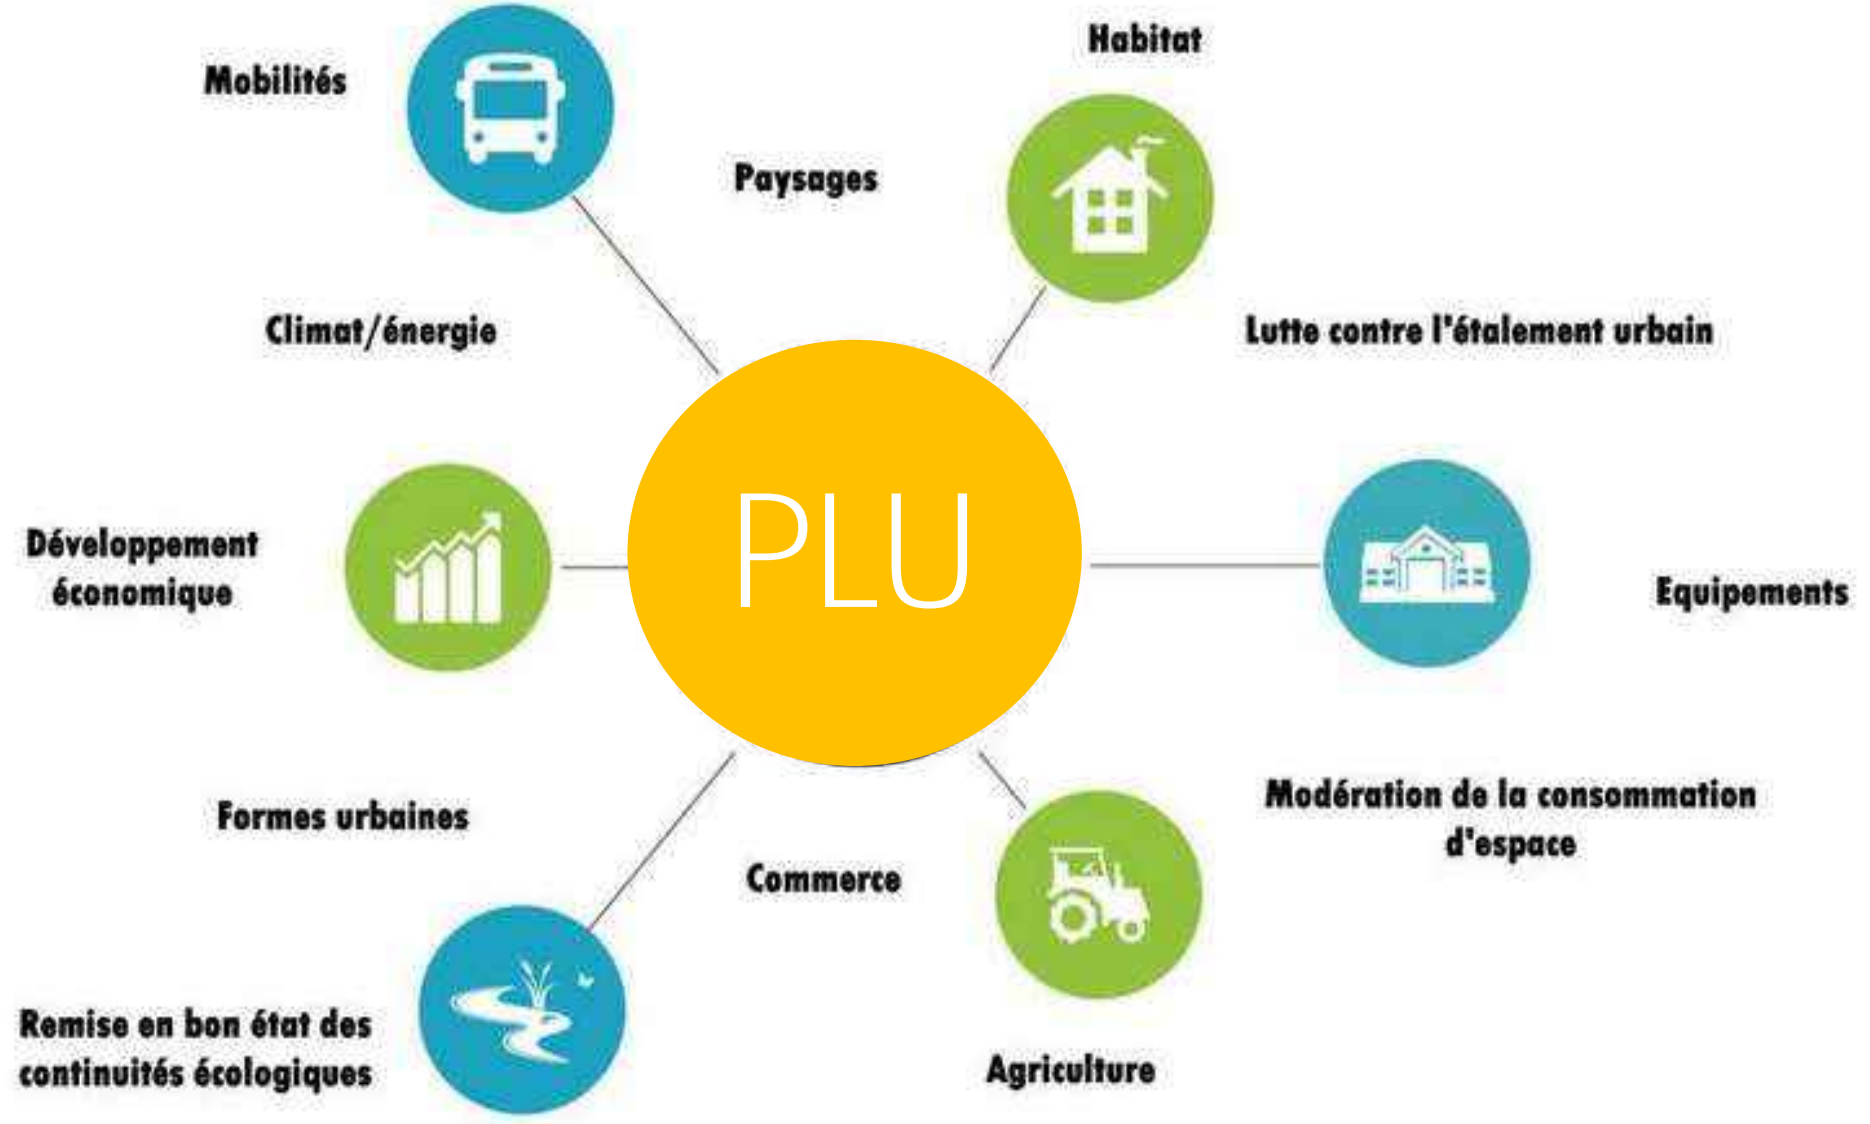 Habitat
Mobilités
Paysages
Climat/énergie
Lutte contre l'étalement urbain
Développement
économique
PLU
Equipements
Formes urbaines
Modération de la consommation
d'espace
Commerce
Remise en bon état des
continuités écologiques
Agriculture